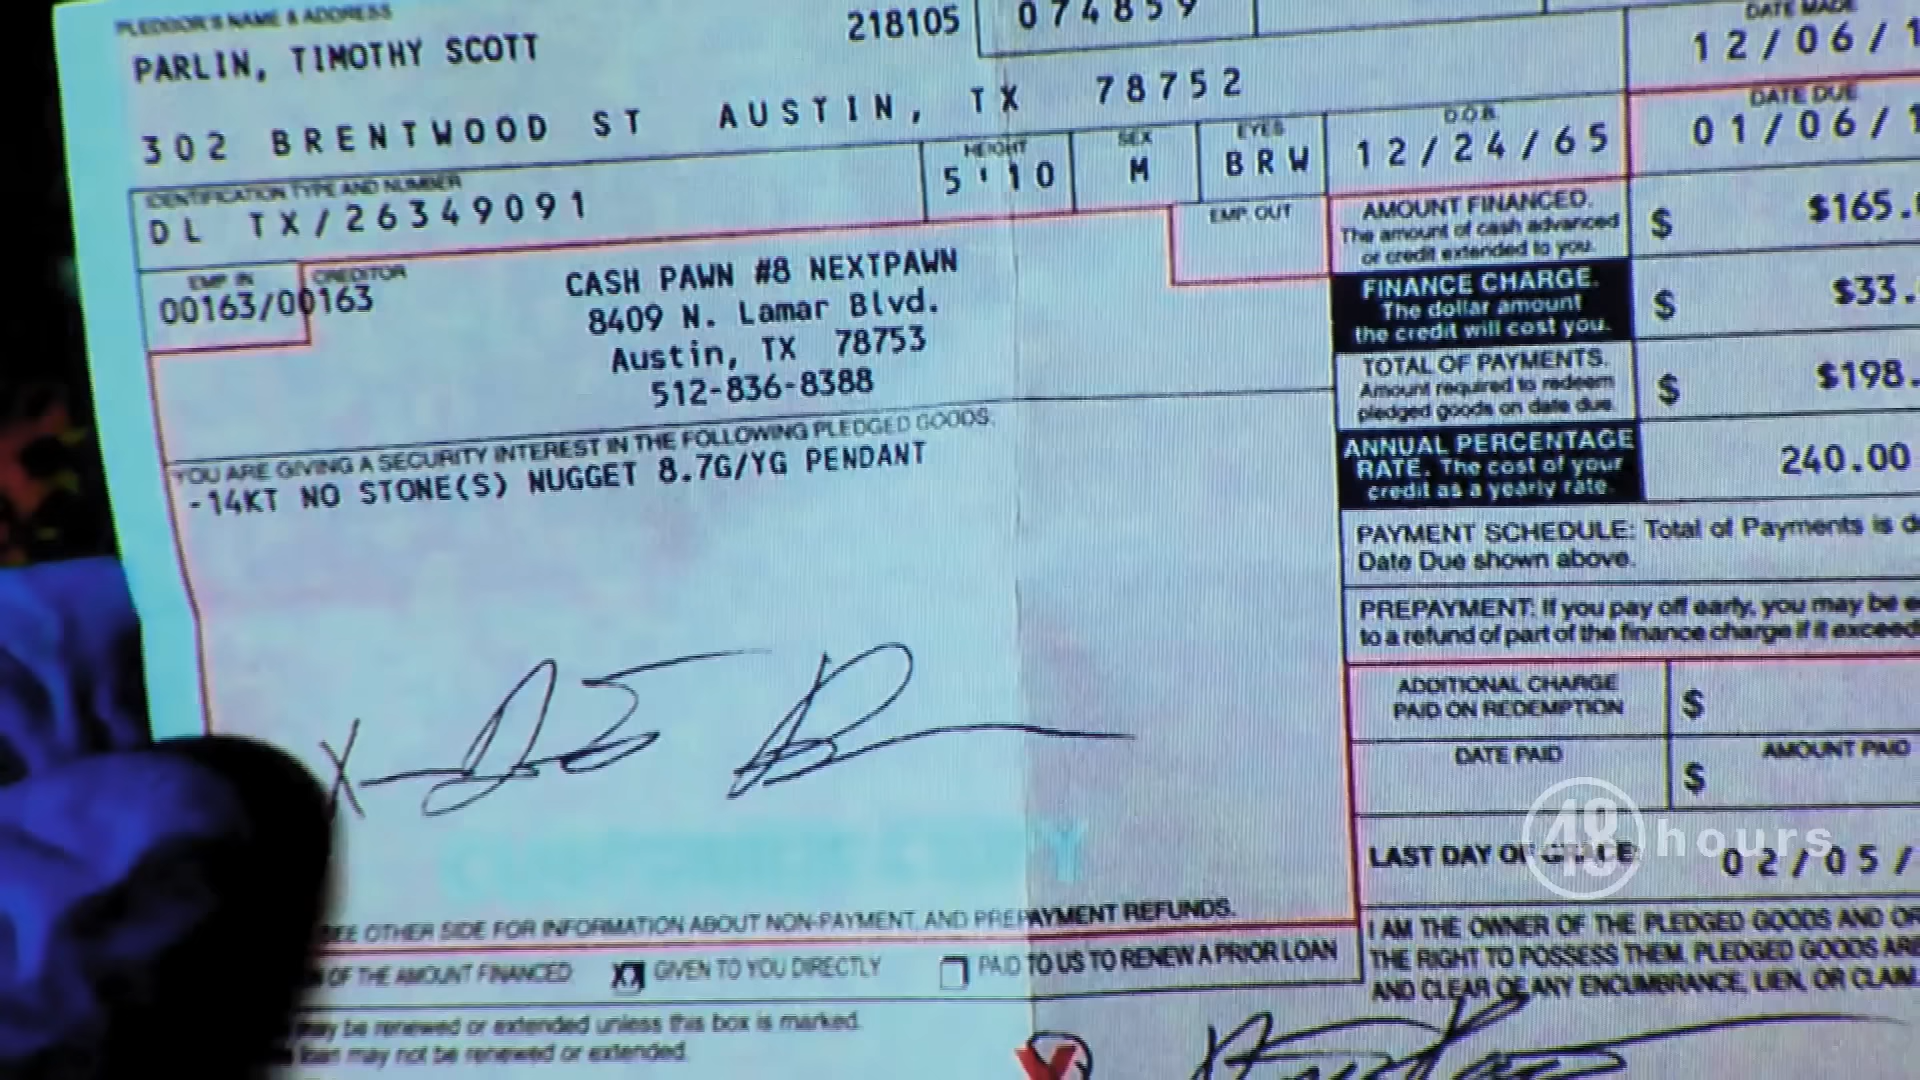 PLEDGOR'S NAME & ADDRESS
PARLIN, TIMOTHY SCOTT
218105
074859
DATE MADE
12/06/1
302 BRENTWOOD ST AUSTIN, TX 78752
DATE DUE
01/06/1
IDENTIFICATION TYPE AND NUMBER
DL TX/26349091
HEIGHT
5'10
SEX
M
EYES
BRW
D.O.B.
12/24/65
EMP. IN
00163/00163
CREDITOR
CASH PAWN #8 NEXTPAWN
8409 N. Lamar Blvd.
Austin, TX 78753
512-836-8388
EMP. OUT
AMOUNT FINANCED.
The amount of cash advanced
or credit extended to you.
$ $165.
FINANCE CHARGE.
The dollar amount
the credit will cost you.
$ $33.
TOTAL OF PAYMENTS.
Amount required to redeem
pledged goods on date due.
$ $198.
ANNUAL PERCENTAGE
RATE. The cost of your
credit as a yearly rate.
240.00
YOU ARE GIVING A SECURITY INTEREST IN THE FOLLOWING PLEDGED GOODS:
-14KT NO STONE(S) NUGGET 8.7G/YG PENDANT
PAYMENT SCHEDULE: Total of Payments is d
Date Due shown above.
PREPAYMENT: If you pay off early, you may be e
to a refund of part of the finance charge if it exceed
ADDITIONAL CHARGE
PAID ON REDEMPTION
$
DATE PAID
AMOUNT PAID
$
X
LAST DAY OF GRACE:
02/05/
48 hours
SEE OTHER SIDE FOR INFORMATION ABOUT NON-PAYMENT, AND PREPAYMENT REFUNDS.
OF THE AMOUNT FINANCED: X GIVEN TO YOU DIRECTLY PAID TO US TO RENEW A PRIOR LOAN
I AM THE OWNER OF THE PLEDGED GOODS AND OR
THE RIGHT TO POSSESS THEM. PLEDGED GOODS ARE
AND CLEAR OF ANY ENCUMBRANCE, LIEN, OR CLAIM.
may be renewed or extended unless this box is marked.
loan may not be renewed or extended.
X